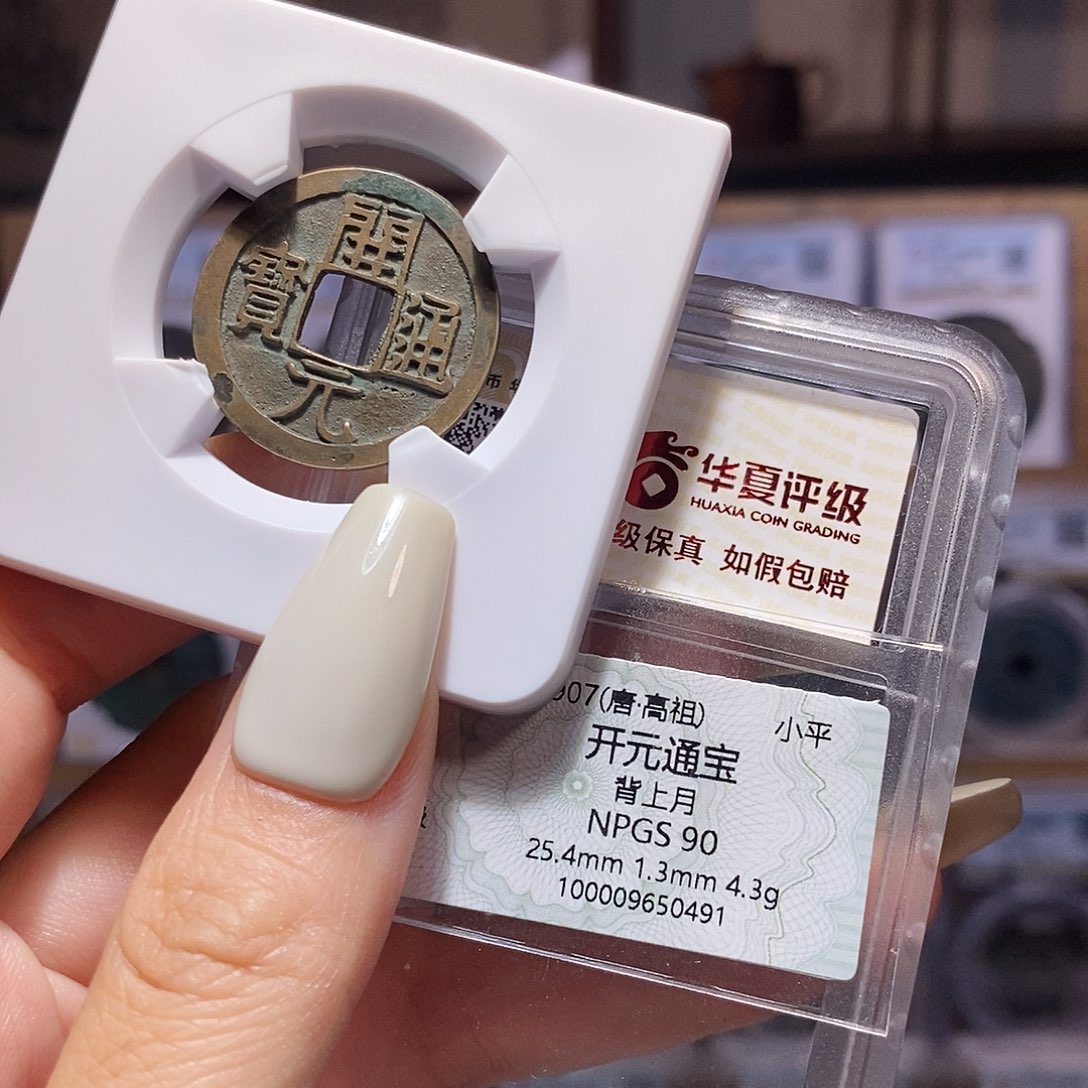 開
元
通
寶
华夏评级
HUAXIA COIN GRADING
级保真 如假包赔
907(唐·高祖)
小平
开元通宝
背上月
NPGS 90
25.4mm 1.3mm 4.3g
100009650491